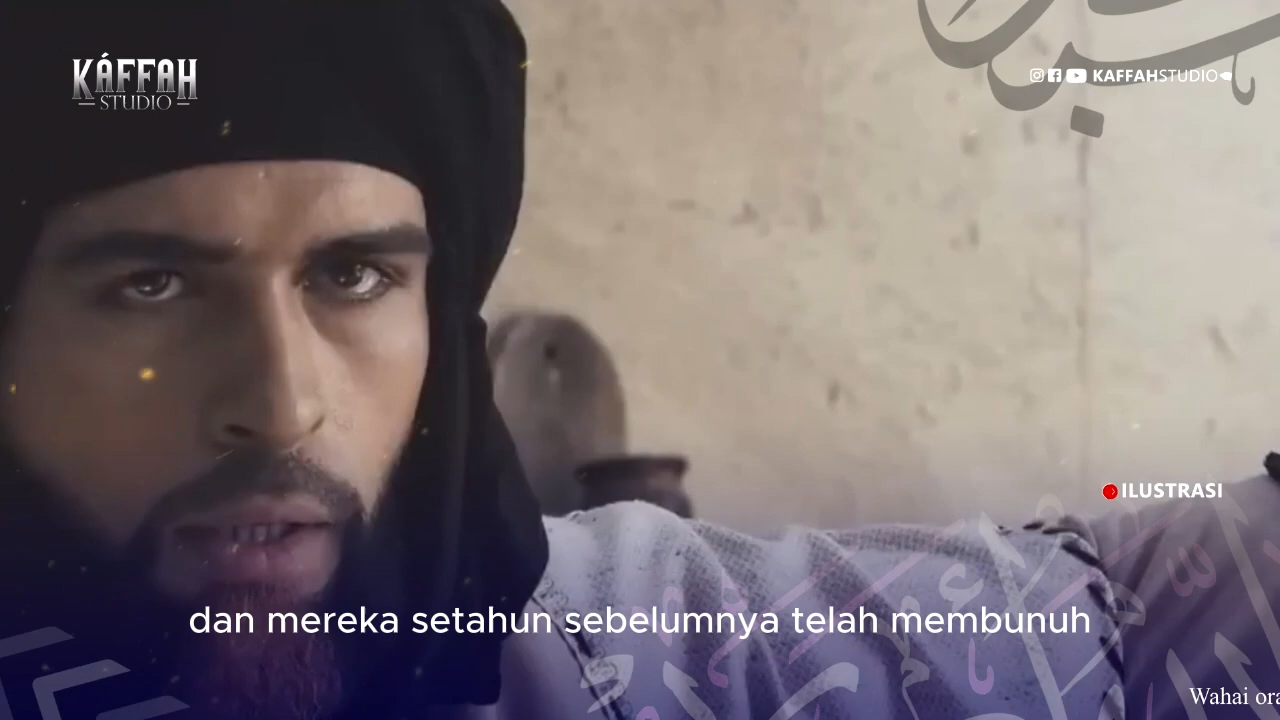 KÁFFAH
STUDIO
KAFFAHSTUDIO
ILUSTRASI
dan mereka setahun sebelumnya telah membunuh
Wahai ora